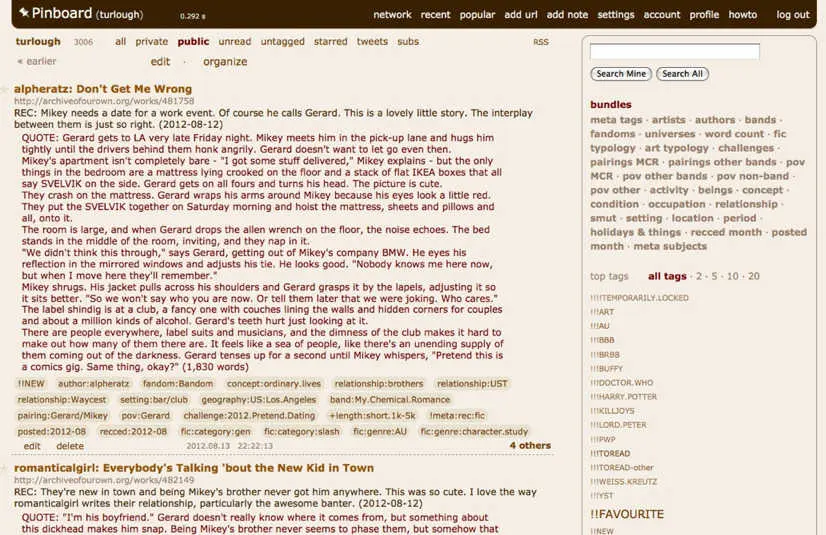 Pinboard (turlough) 0.292 s network recent popular add url add note settings account profile howto log out
turlough 3006 all private public unread untagged starred tweets subs RSS
« earlier edit · organize
alpheratz: Don't Get Me Wrong
http://archiveofourown.org/works/481758
REC: Mikey needs a date for a work event. Of course he calls Gerard. This is a lovely little story. The interplay
between them is just so right. (2012-08-12)
QUOTE: Gerard gets to LA very late Friday night. Mikey meets him in the pick-up lane and hugs him
tightly until the drivers behind them honk angrily. Gerard doesn't want to let go even then.
Mikey's apartment isn't completely bare - "I got some stuff delivered," Mikey explains - but the only
things in the bedroom are a mattress lying crooked on the floor and a stack of flat IKEA boxes that all
say SVELVIK on the side. Gerard gets on all fours and turns his head. The picture is cute.
They crash on the mattress. Gerard wraps his arms around Mikey because his eyes look a little red.
They put the SVELVIK together on Saturday morning and hoist the mattress, sheets and pillows and
all, onto it.
The room is large, and when Gerard drops the allen wrench on the floor, the noise echoes. The bed
stands in the middle of the room, inviting, and they nap in it.
"We didn't think this through," says Gerard, getting out of Mikey's company BMW. He eyes his
reflection in the mirrored windows and adjusts his tie. He looks good. "Nobody knows me here now,
but when I move here they'll remember."
Mikey shrugs. His jacket pulls across his shoulders and Gerard grasps it by the lapels, adjusting it so
it sits better. "So we won't say who you are now. Or tell them later that we were joking. Who cares."
The label shindig is at a club, a fancy one with couches lining the walls and hidden corners for couples
and about a million kinds of alcohol. Gerard's teeth hurt just looking at it.
There are people everywhere, label suits and musicians, and the dimness of the club makes it hard to
make out how many of them there are. It feels like a sea of people, like there's an unending supply of
them coming out of the darkness. Gerard tenses up for a second until Mikey whispers, "Pretend this is
a comics gig. Same thing, okay?" (1,830 words)
!!NEW author:alpheratz fandom:Bandom concept:ordinary.lives relationship:brothers relationship:UST
relationship:Waycest setting:bar/club geography:US:Los.Angeles band:My.Chemical.Romance
pairing:Gerard/Mikey pov:Gerard challenge:2012.Pretend.Dating +length:short.1k-5k !meta:rec:fic
posted:2012-08 recced:2012-08 fic:category:gen fic:category:slash fic:genre:AU fic:genre:character.study
edit delete 2012.08.13 22:22:13 4 others
romanticalgirl: Everybody's Talking 'bout the New Kid in Town
http://archiveofourown.org/works/482149
REC: They're new in town and being Mikey's brother never got him anywhere. This was so cute. I love the way
romanticalgirl writes their relationship, particularly the awesome banter. (2012-08-12)
QUOTE: "I'm his boyfriend." Gerard doesn't really know where it comes from, but something about
this dickhead makes him snap. Being Mikey's brother never seems to phase them, but somehow that
Search Mine Search All
bundles
meta tags · artists · authors · bands ·
fandoms · universes · word count · fic
typology · art typology · challenges ·
pairings MCR · pairings other bands · pov
MCR · pov other bands · pov non-band ·
pov other · activity · beings · concept ·
condition · occupation · relationship ·
smut · setting · location · period ·
holidays & things · recced month · posted
month · meta subjects
top tags all tags · 2 · 5 · 10 · 20
!!!!TEMPORARILY.LOCKED
!!!ART
!!!AU
!!!BBB
!!!BRBB
!!!BUFFY
!!!DOCTOR.WHO
!!!HARRY.POTTER
!!!KILLJOYS
!!!LORD.PETER
!!!PWP
!!!TOREAD
!!!TOREAD-other
!!!WEISS.KREUTZ
!!!YST
!!FAVOURITE
!!NEW